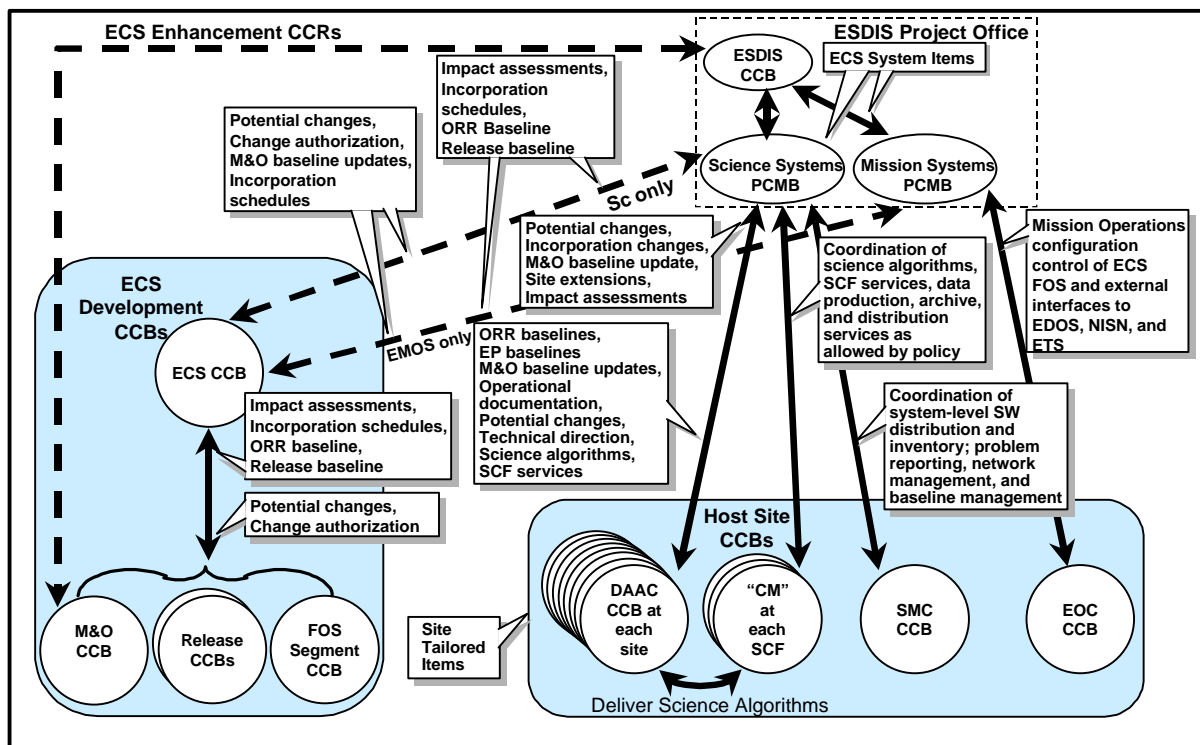 ECS Enhancement CCRs
ESDIS Project Office
ESDIS
CCB
ECS System Items
Impact assessments,
Incorporation
schedules,
ORR Baseline
Release baseline
Potential changes,
Change authorization,
M&O baseline updates,
Incorporation
schedules
Science Systems
PCMB
Mission Systems
PCMB
Sc only
Potential changes,
Incorporation changes,
M&O baseline update,
Site extensions,
Impact assessments
Coordination of
science algorithms,
SCF services, data
production, archive,
and distribution
services as
allowed by policy
Mission Operations
configuration
control of ECS
FOS and external
interfaces to
EDOS, NISN, and
ETS
ECS
Development
CCBs
EMOS only
ECS CCB
ORR baselines,
EP baselines
M&O baseline updates,
Operational
documentation,
Potential changes,
Technical direction,
Science algorithms,
SCF services
Impact assessments,
Incorporation schedules,
ORR baseline,
Release baseline
Coordination of
system-level SW
distribution and
inventory; problem
reporting, network
management, and
baseline management
Potential changes,
Change authorization
Host Site
CCBs
M&O
CCB
Release
CCBs
FOS
Segment
CCB
Site
Tailored
Items
DAAC
CCB at
each
site
“CM”
at
each
SCF
SMC
CCB
EOC
CCB
Deliver Science Algorithms